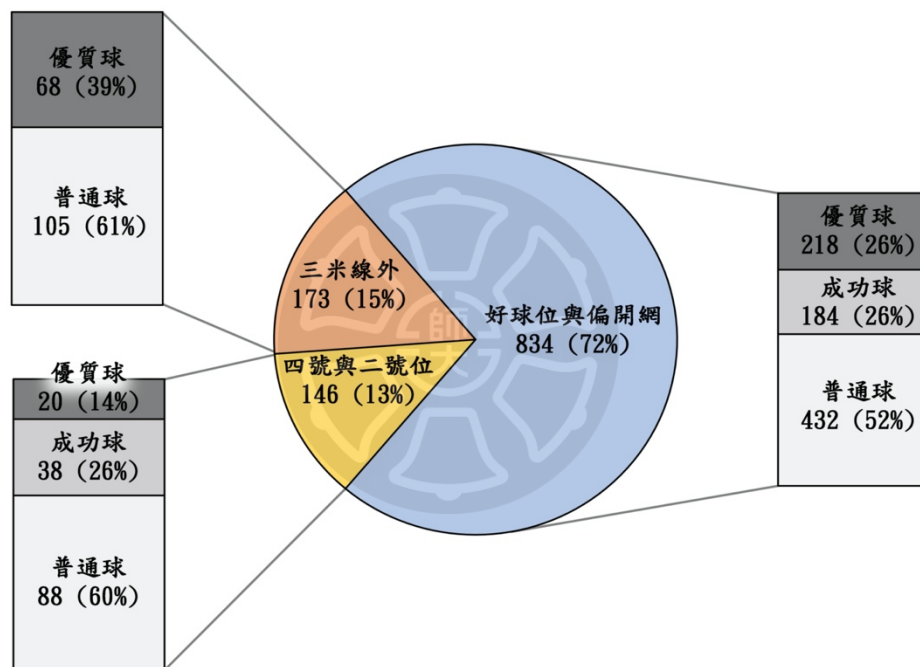 優質球
68 (39%)
普通球
105 (61%)
三米線外
173 (15%)
好球位與偏開網
834 (72%)
四號與二號位
146 (13%)
優質球
20 (14%)
成功球
38 (26%)
普通球
88 (60%)
優質球
218 (26%)
成功球
184 (26%)
普通球
432 (52%)
師大